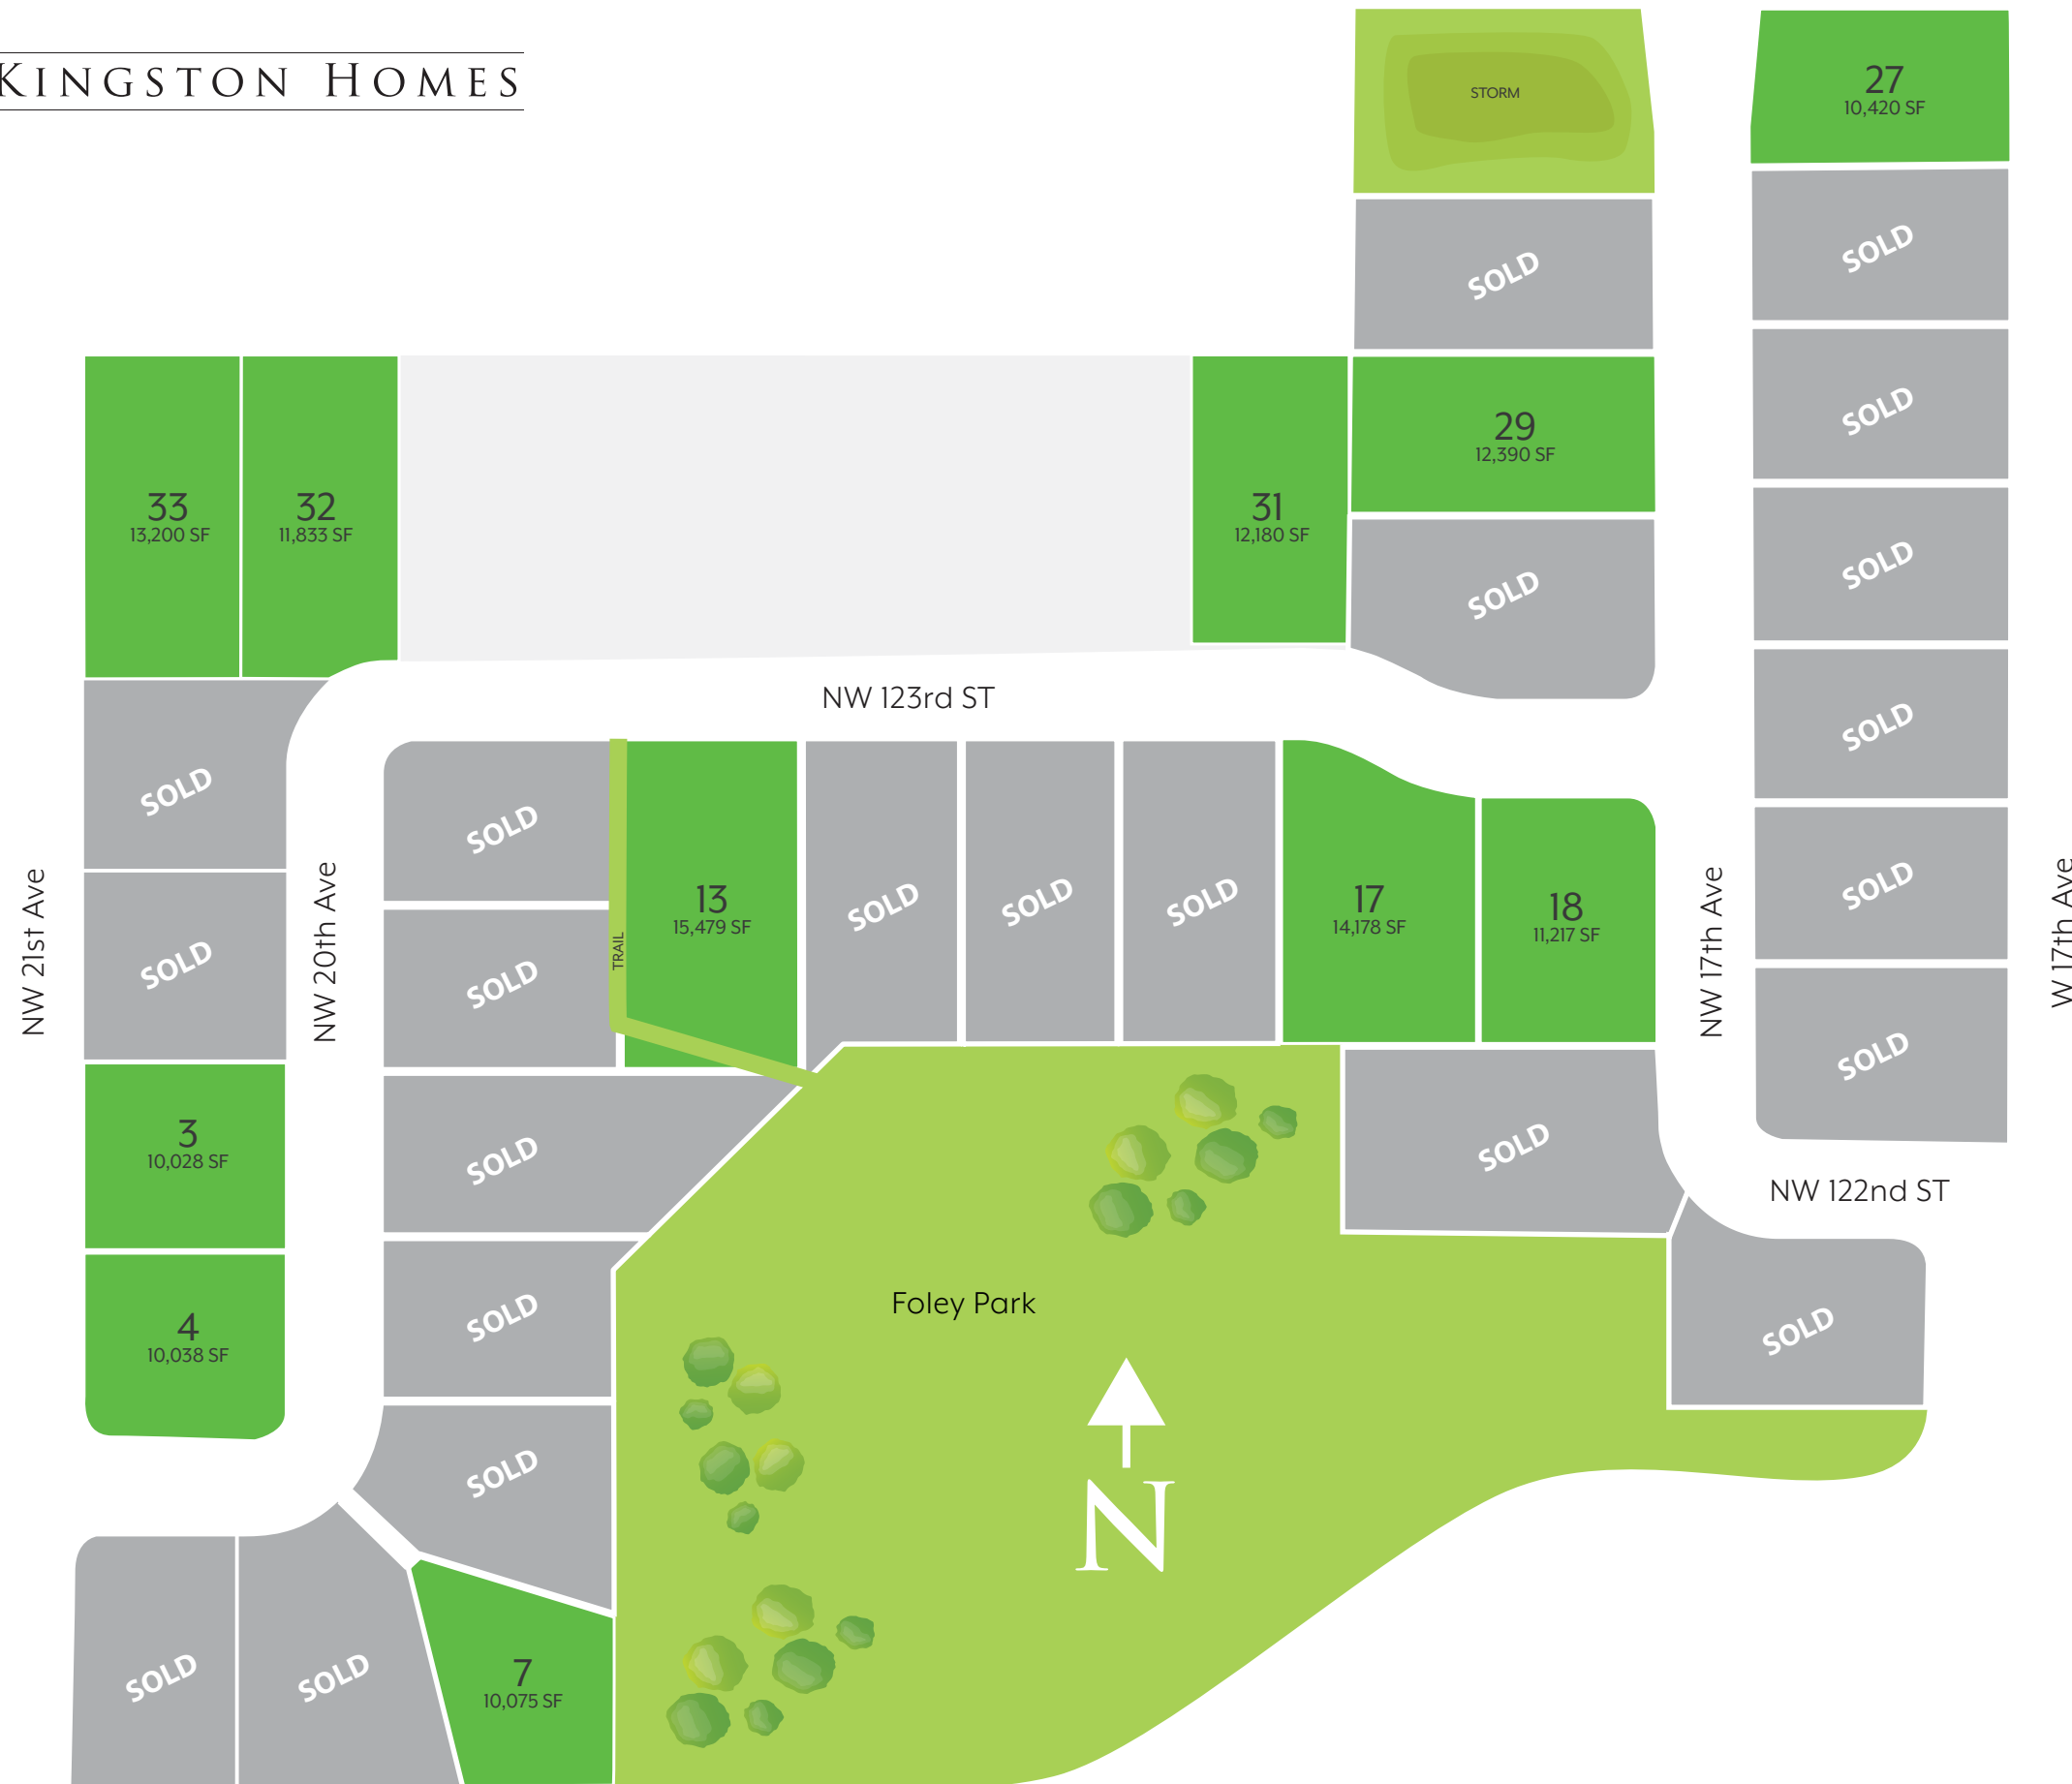 KINGSTON HOMES
STORM
27
10,420 SF
SOLD
SOLD
SOLD
29
12,390 SF
33
13,200 SF
32
11,833 SF
31
12,180 SF
SOLD
SOLD
NW 123rd ST
SOLD
SOLD
SOLD
13
15,479 SF
SOLD
SOLD
SOLD
17
14,178 SF
18
11,217 SF
SOLD
NW 21st Ave
NW 20th Ave
TRAIL
NW 17th Ave
W 17th Ave
SOLD
SOLD
SOLD
3
10,028 SF
SOLD
SOLD
NW 122nd ST
4
10,038 SF
SOLD
Foley Park
SOLD
SOLD
N
SOLD
SOLD
7
10,075 SF